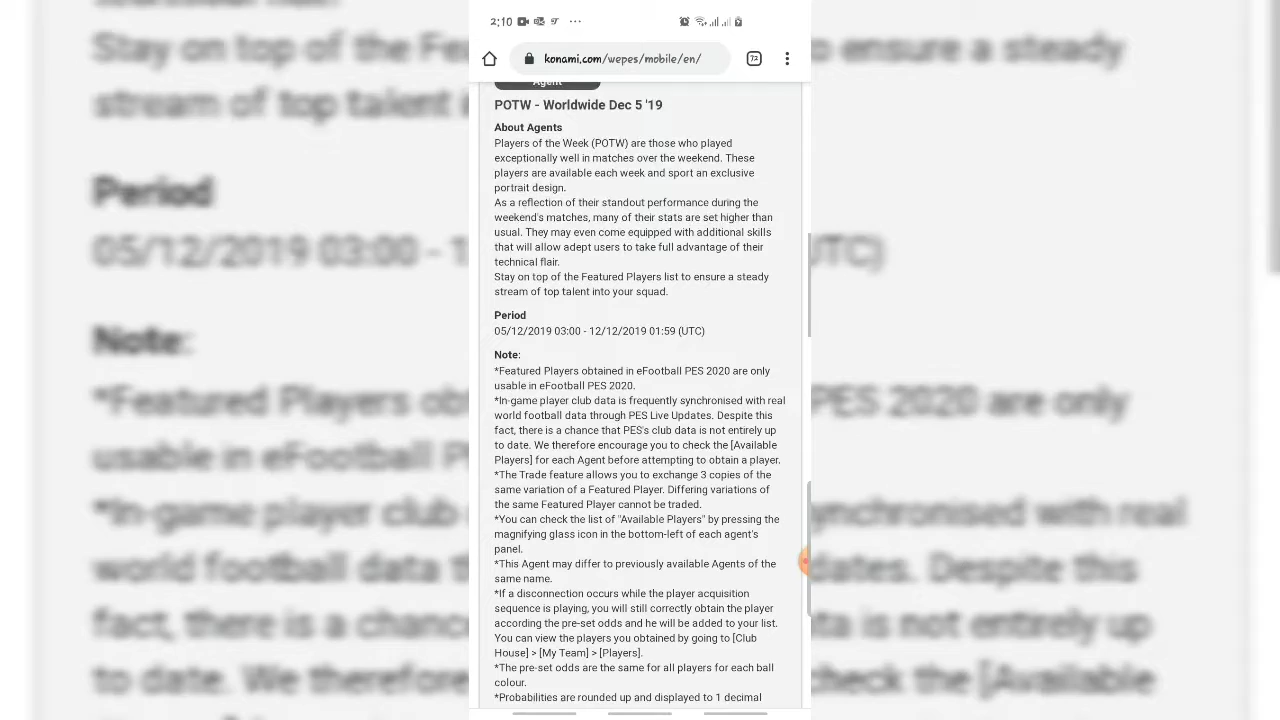 2:10
konami.com/wepes/mobile/en/
72
Agent
POTW - Worldwide Dec 5 '19
About Agents
Players of the Week (POTW) are those who played
exceptionally well in matches over the weekend. These
players are available each week and sport an exclusive
portrait design.
As a reflection of their standout performance during the
weekend's matches, many of their stats are set higher than
usual. They may even come equipped with additional skills
that will allow adept users to take full advantage of their
technical flair.
Stay on top of the Featured Players list to ensure a steady
stream of top talent into your squad.
Period
05/12/2019 03:00 - 12/12/2019 01:59 (UTC)
Note:
*Featured Players obtained in eFootball PES 2020 are only
usable in eFootball PES 2020.
*In-game player club data is frequently synchronised with real
world football data through PES Live Updates. Despite this
fact, there is a chance that PES's club data is not entirely up
to date. We therefore encourage you to check the [Available
Players] for each Agent before attempting to obtain a player.
*The Trade feature allows you to exchange 3 copies of the
same variation of a Featured Player. Differing variations of
the same Featured Player cannot be traded.
*You can check the list of "Available Players" by pressing the
magnifying glass icon in the bottom-left of each agent's
panel.
*This Agent may differ to previously available Agents of the
same name.
*If a disconnection occurs while the player acquisition
sequence is playing, you will still correctly obtain the player
according the pre-set odds and he will be added to your list.
You can view the players you obtained by going to [Club
House] > [My Team] > [Players].
*The pre-set odds are the same for all players for each ball
colour.
*Probabilities are rounded up and displayed to 1 decimal